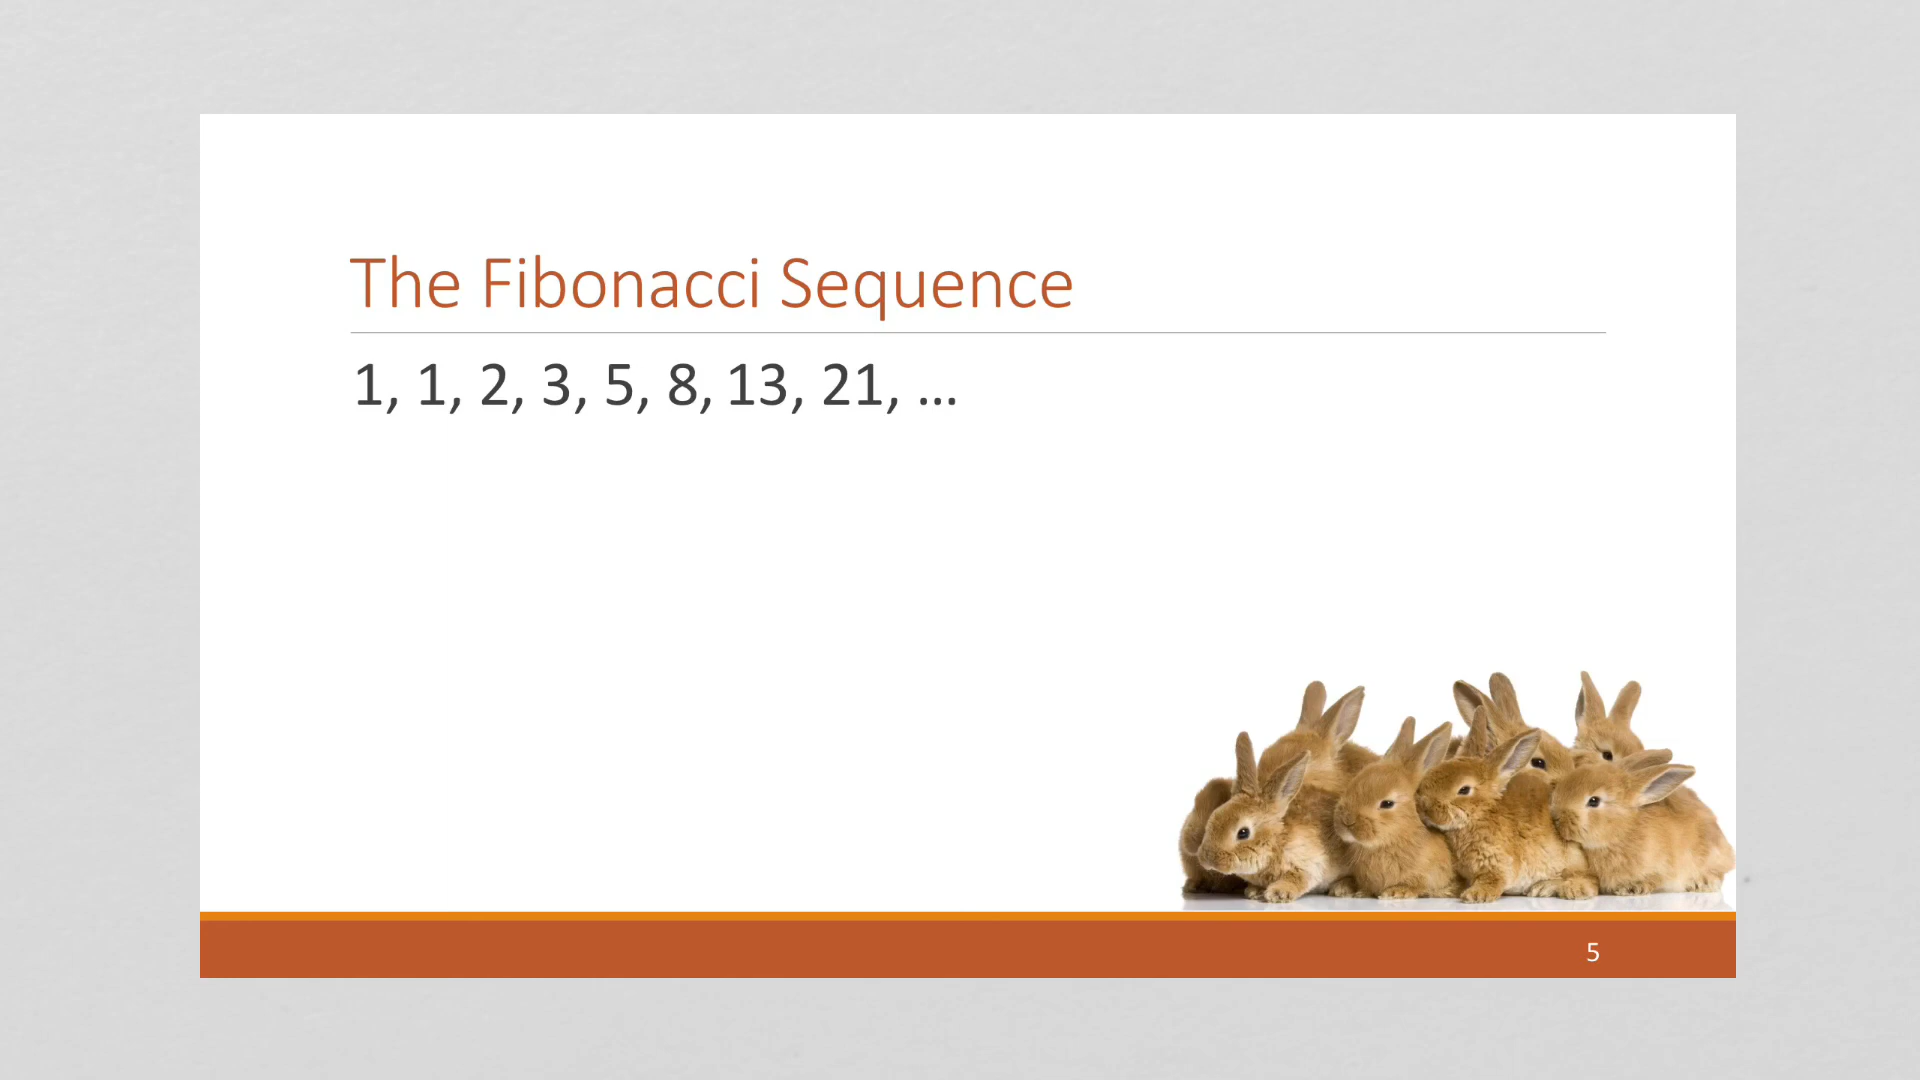 The Fibonacci Sequence
1, 1, 2, 3, 5, 8, 13, 21, …
5